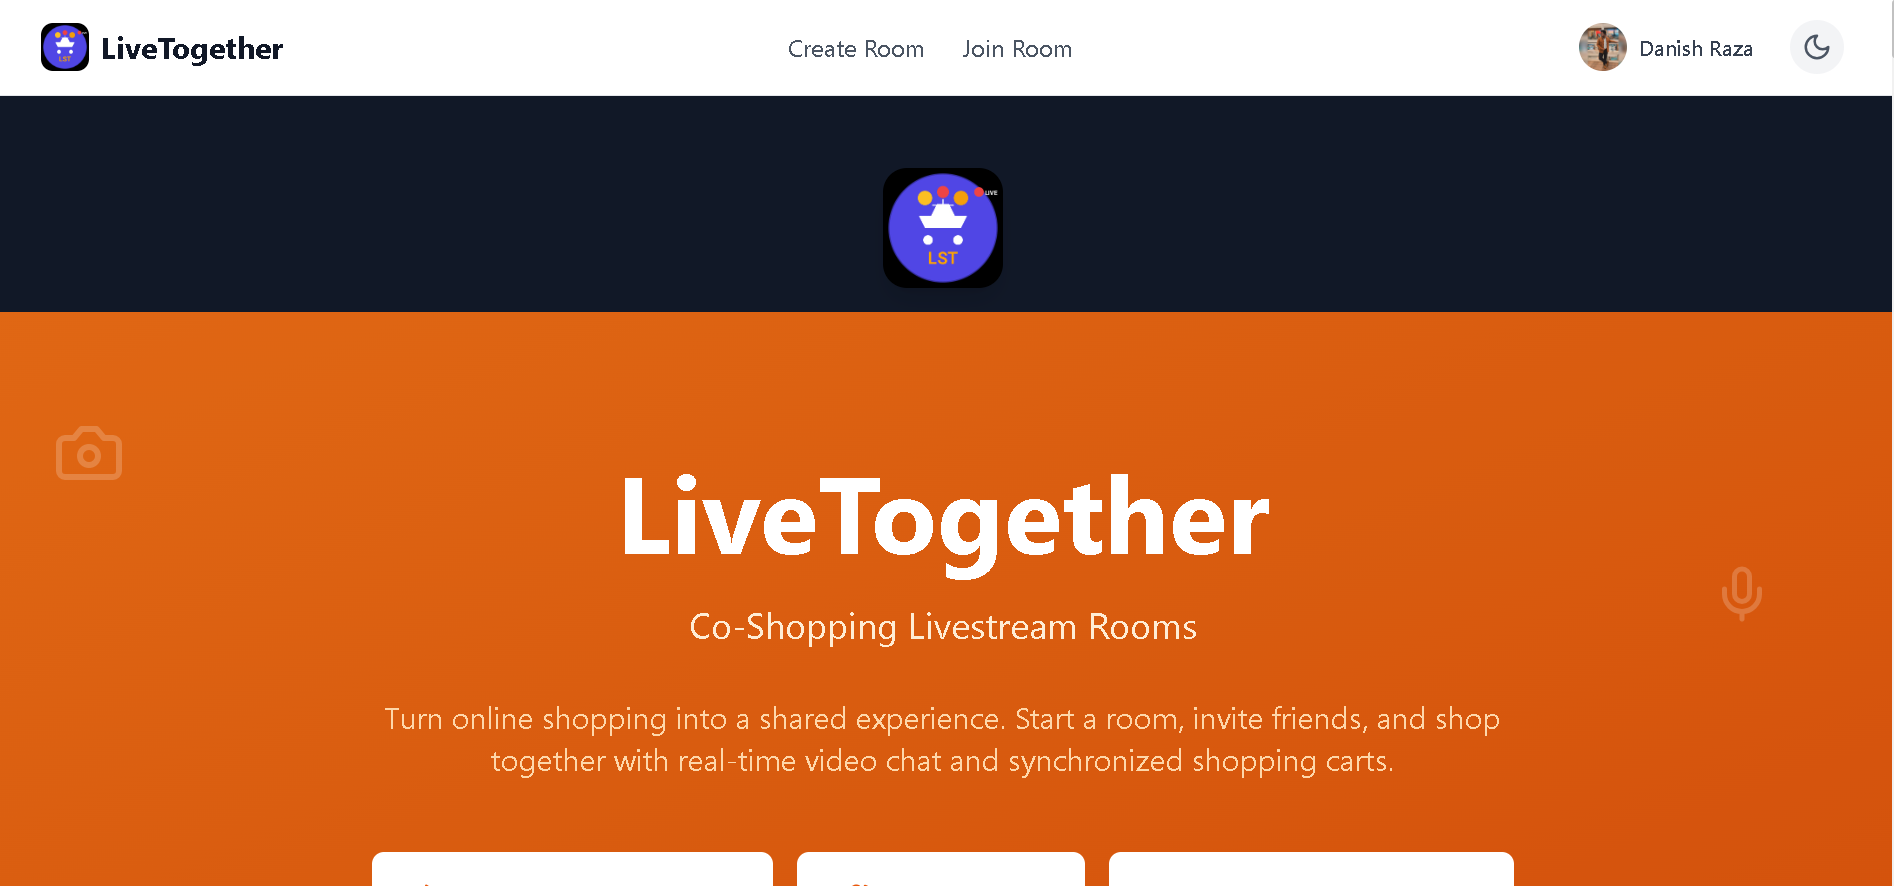 LiveTogether
Create Room
Join Room
Danish Raza
LIVE
LST
LiveTogether
Co-Shopping Livestream Rooms
Turn online shopping into a shared experience. Start a room, invite friends, and shop
together with real-time video chat and synchronized shopping carts.